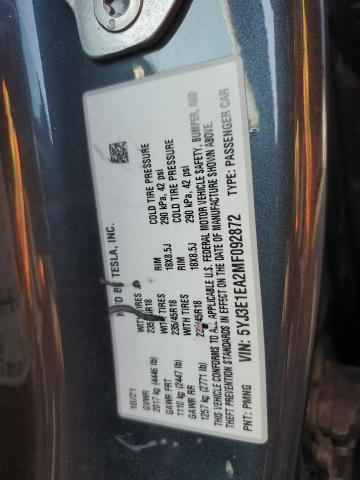 MFD BY TESLA, INC.
10/21
GVWR
2017 kg (4446 lb)
GAWR FRT WITH TIRES RIM COLD TIRE PRESSURE
1110 kg (2447 lb) 235/45R18 18X8.5J 290 kPa, 42 psi
GAWR RR WITH TIRES RIM COLD TIRE PRESSURE
1257 kg (2771 lb) 235/45R18 18X8.5J 290 kPa, 42 psi
THIS VEHICLE CONFORMS TO ALL APPLICABLE U.S. FEDERAL MOTOR VEHICLE SAFETY, BUMPER, AND
THEFT PREVENTION STANDARDS IN EFFECT ON THE DATE OF MANUFACTURE SHOWN ABOVE.
VIN: 5YJ3E1EA2MF092872
PNT: PMNG TYPE: PASSENGER CAR